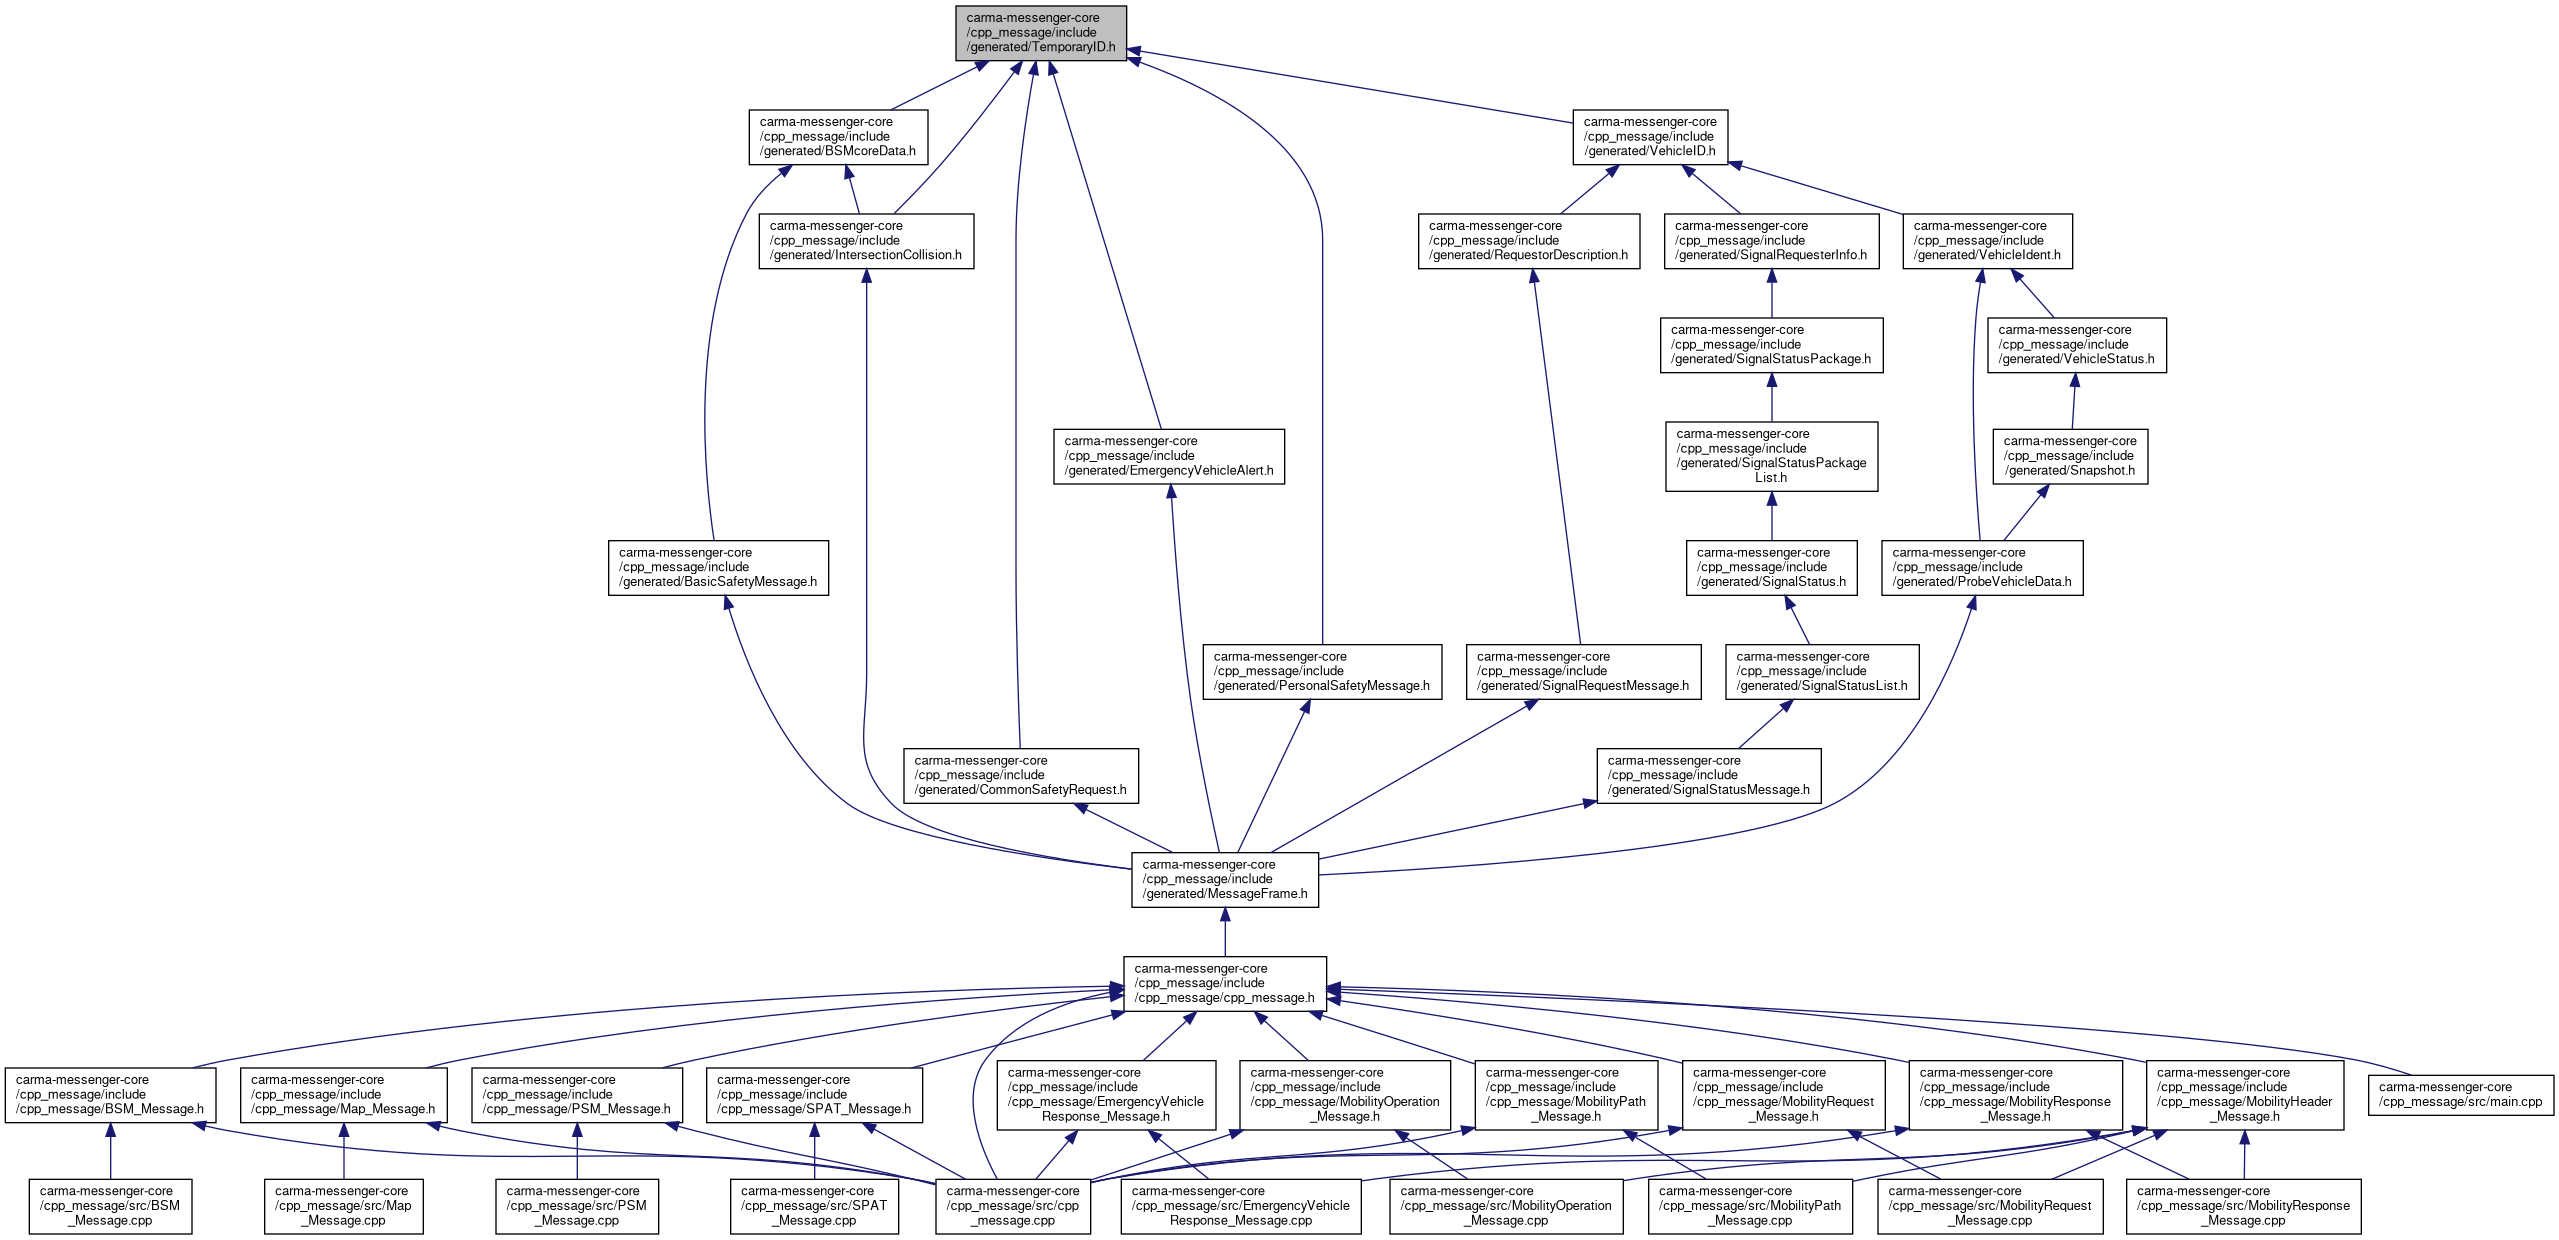 carma-messenger-core
/cpp_message/include
/generated/TemporaryID.h
carma-messenger-core
/cpp_message/include
/generated/BSMcoreData.h
carma-messenger-core
/cpp_message/include
/generated/VehicleID.h
carma-messenger-core
/cpp_message/include
/generated/IntersectionCollision.h
carma-messenger-core
/cpp_message/include
/generated/RequestorDescription.h
carma-messenger-core
/cpp_message/include
/generated/SignalRequesterInfo.h
carma-messenger-core
/cpp_message/include
/generated/VehicleIdent.h
carma-messenger-core
/cpp_message/include
/generated/SignalStatusPackage.h
carma-messenger-core
/cpp_message/include
/generated/VehicleStatus.h
carma-messenger-core
/cpp_message/include
/generated/EmergencyVehicleAlert.h
carma-messenger-core
/cpp_message/include
/generated/SignalStatusPackage
List.h
carma-messenger-core
/cpp_message/include
/generated/Snapshot.h
carma-messenger-core
/cpp_message/include
/generated/BasicSafetyMessage.h
carma-messenger-core
/cpp_message/include
/generated/SignalStatus.h
carma-messenger-core
/cpp_message/include
/generated/ProbeVehicleData.h
carma-messenger-core
/cpp_message/include
/generated/PersonalSafetyMessage.h
carma-messenger-core
/cpp_message/include
/generated/SignalRequestMessage.h
carma-messenger-core
/cpp_message/include
/generated/SignalStatusList.h
carma-messenger-core
/cpp_message/include
/generated/CommonSafetyRequest.h
carma-messenger-core
/cpp_message/include
/generated/SignalStatusMessage.h
carma-messenger-core
/cpp_message/include
/generated/MessageFrame.h
carma-messenger-core
/cpp_message/include
/cpp_message/cpp_message.h
carma-messenger-core
/cpp_message/include
/cpp_message/BSM_Message.h
carma-messenger-core
/cpp_message/include
/cpp_message/Map_Message.h
carma-messenger-core
/cpp_message/include
/cpp_message/PSM_Message.h
carma-messenger-core
/cpp_message/include
/cpp_message/SPAT_Message.h
carma-messenger-core
/cpp_message/include
/cpp_message/EmergencyVehicle
Response_Message.h
carma-messenger-core
/cpp_message/include
/cpp_message/MobilityOperation
_Message.h
carma-messenger-core
/cpp_message/include
/cpp_message/MobilityPath
_Message.h
carma-messenger-core
/cpp_message/include
/cpp_message/MobilityRequest
_Message.h
carma-messenger-core
/cpp_message/include
/cpp_message/MobilityResponse
_Message.h
carma-messenger-core
/cpp_message/include
/cpp_message/MobilityHeader
_Message.h
carma-messenger-core
/cpp_message/src/main.cpp
carma-messenger-core
/cpp_message/src/BSM
_Message.cpp
carma-messenger-core
/cpp_message/src/Map
_Message.cpp
carma-messenger-core
/cpp_message/src/PSM
_Message.cpp
carma-messenger-core
/cpp_message/src/SPAT
_Message.cpp
carma-messenger-core
/cpp_message/src/cpp
_message.cpp
carma-messenger-core
/cpp_message/src/EmergencyVehicle
Response_Message.cpp
carma-messenger-core
/cpp_message/src/MobilityOperation
_Message.cpp
carma-messenger-core
/cpp_message/src/MobilityPath
_Message.cpp
carma-messenger-core
/cpp_message/src/MobilityRequest
_Message.cpp
carma-messenger-core
/cpp_message/src/MobilityResponse
_Message.cpp